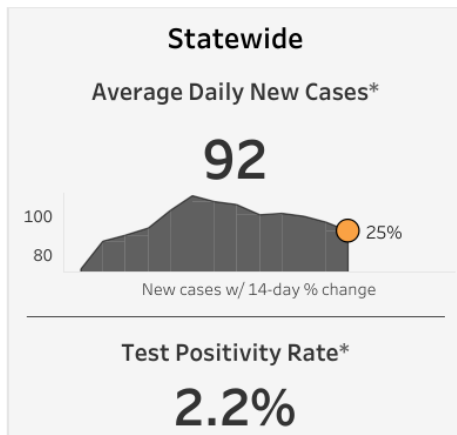 Statewide
Average Daily New Cases*
92
100
25%
80
New cases w/ 14-day % change
Test Positivity Rate*
2.2%